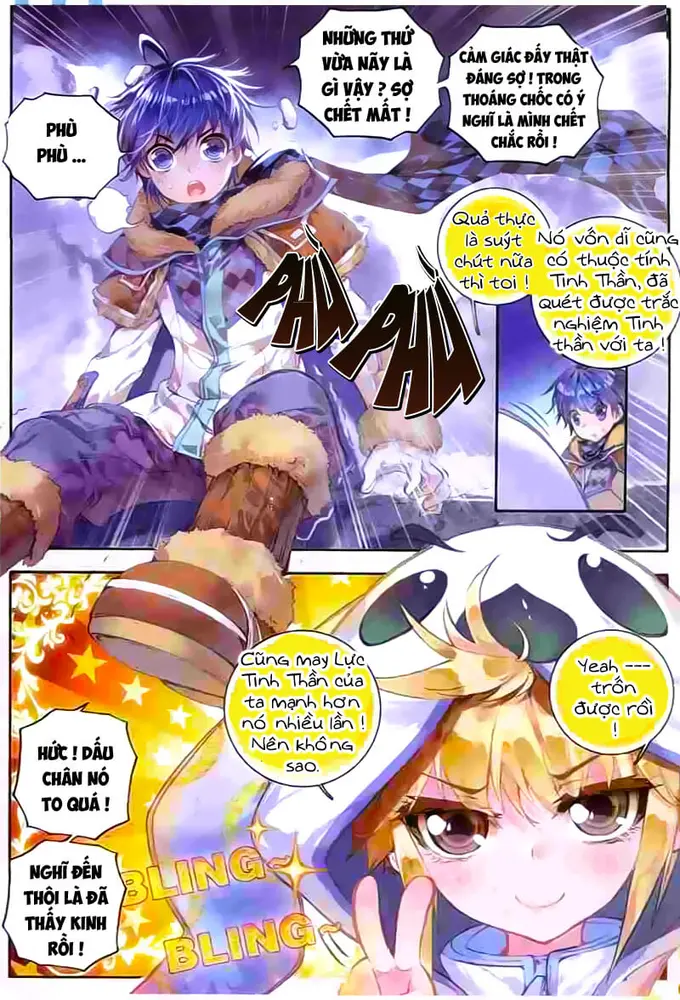 NHỮNG THỨ
VỪA NÃY LÀ
GÌ VẬY ? SỢ
CHẾT MẤT !
CẢM GIÁC ĐẤY THẬT
ĐÁNG SỢ ! TRONG
THOÁNG CHỐC CÓ Ý
NGHĨ LÀ MÌNH CHẾT
CHẮC RỒI !
PHÙ
PHÙ ...
Quả thực
là suýt
chút nữa
thì toi !
Nó vốn dĩ cũng
có thuộc tính
Tinh Thần, đã
quét được trắc
nghiệm Tinh
thần với ta !
PHÙ
PHÙ
Cũng may Lực
Tinh Thần của
ta mạnh hơn
nó nhiều lần !
Nên không
sao.
Yeah ---
trốn
được rồi
!
HỨC ! DẤU
CHÂN NÓ
TO QUÁ !
NGHĨ ĐẾN
THÔI LÀ ĐÃ
THẤY KINH
RỒI !
BLING~
BLING~